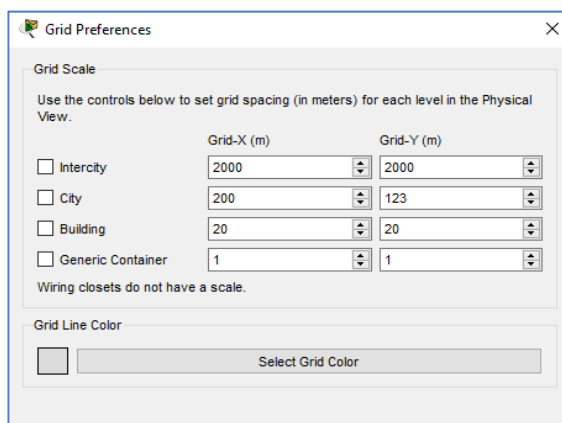 Grid Preferences
Grid Scale
Use the controls below to set grid spacing (in meters) for each level in the Physical
View.
Grid-X (m) Grid-Y (m)
Intercity 2000 2000
City 200 123
Building 20 20
Generic Container 1 1
Wiring closets do not have a scale.
Grid Line Color
Select Grid Color